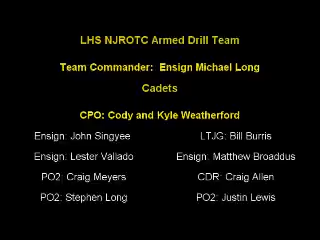 LHS NJROTC Armed Drill Team
Team Commander: Ensign Michael Long
Cadets
CPO: Cody and Kyle Weatherford
Ensign: John Singyee
LTJG: Bill Burris
Ensign: Lester Vallado
Ensign: Matthew Broaddus
PO2: Craig Meyers
CDR: Craig Allen
PO2: Stephen Long
PO2: Justin Lewis